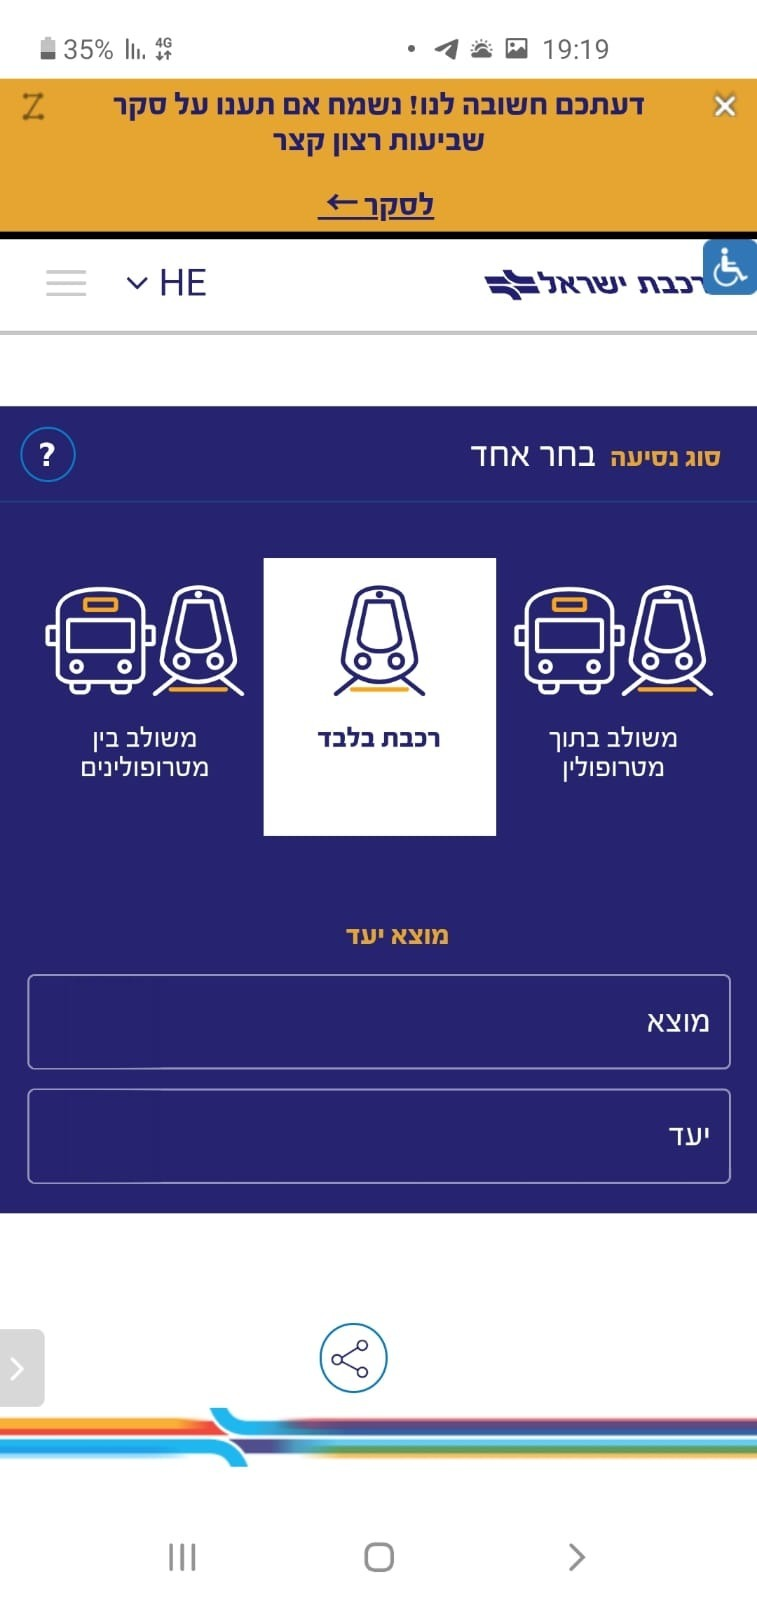 35%
4G
19:19
דעתכם חשובה לנו! נשמח אם תענו על סקר
שביעות רצון קצר
לסקר ←
HE
רכבת ישראל
סוג נסיעה בחר אחד
?
משולב בתוך
מטרופולין
רכבת בלבד
משולב בין
מטרופולינים
מוצא יעד
מוצא
יעד